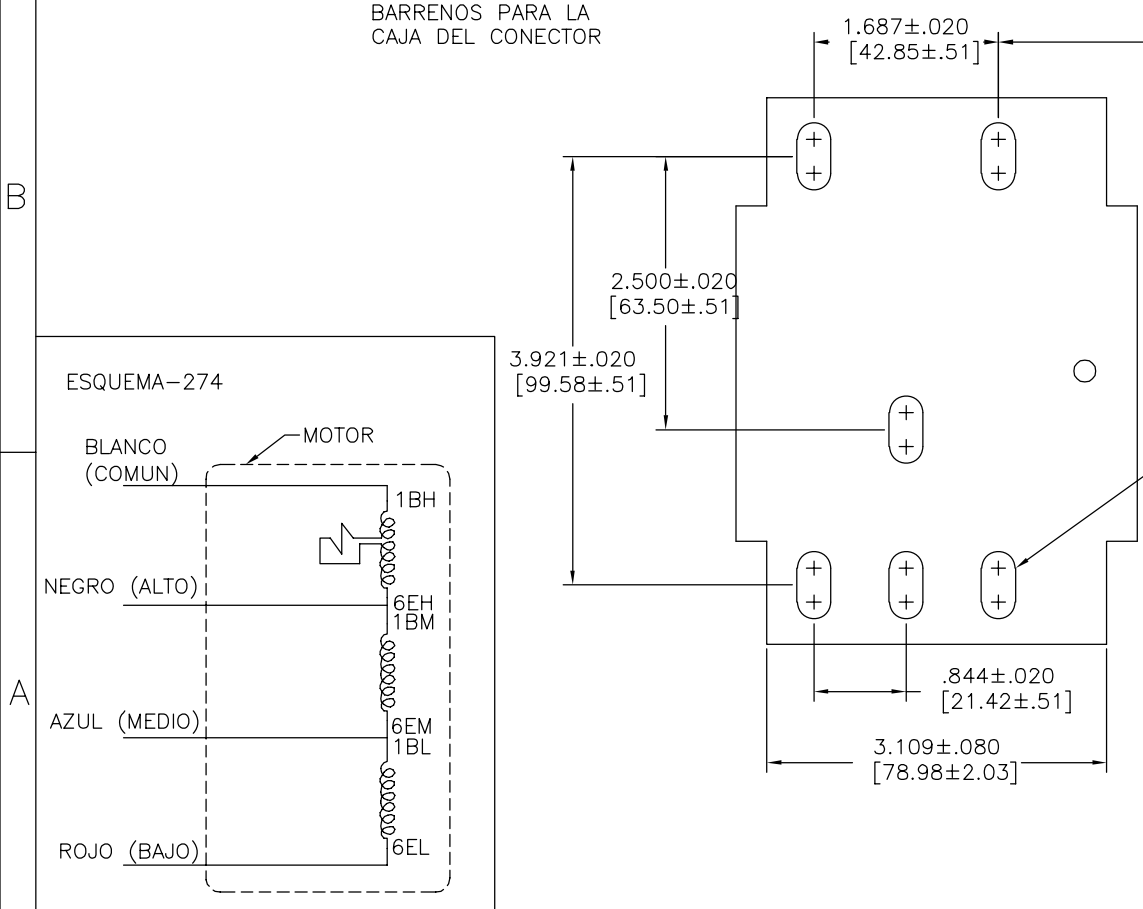 BARRENOS PARA LA
CAJA DEL CONECTOR
1.687±.020
[42.85±.51]
B
2.500±.020
[63.50±.51]
3.921±.020
[99.58±.51]
ESQUEMA-274
MOTOR
BLANCO
(COMUN)
1BH
NEGRO (ALTO)
6EH
1BM
A
AZUL (MEDIO)
6EM
1BL
ROJO (BAJO)
6EL
.844±.020
[21.42±.51]
3.109±.080
[78.98±2.03]